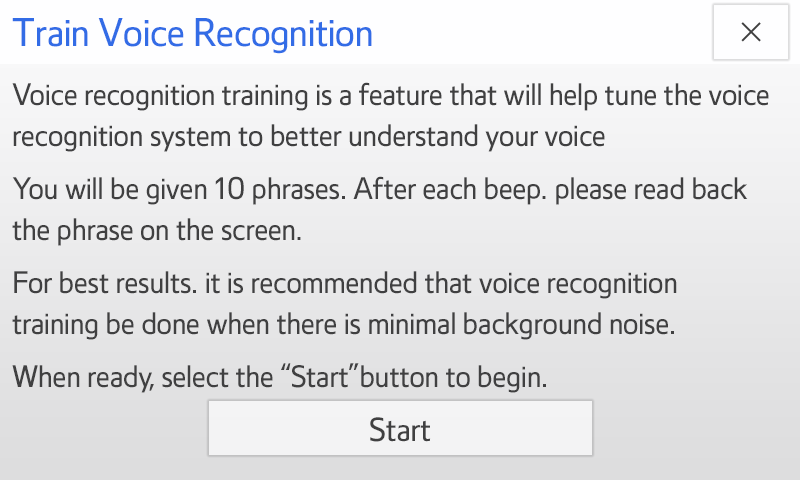 Train Voice Recognition
Voice recognition training is a feature that will help tune the voice
recognition system to better understand your voice
You will be given 10 phrases. After each beep. please read back
the phrase on the screen.
For best results. it is recommended that voice recognition
training be done when there is minimal background noise.
When ready, select the “Start”button to begin.
Start